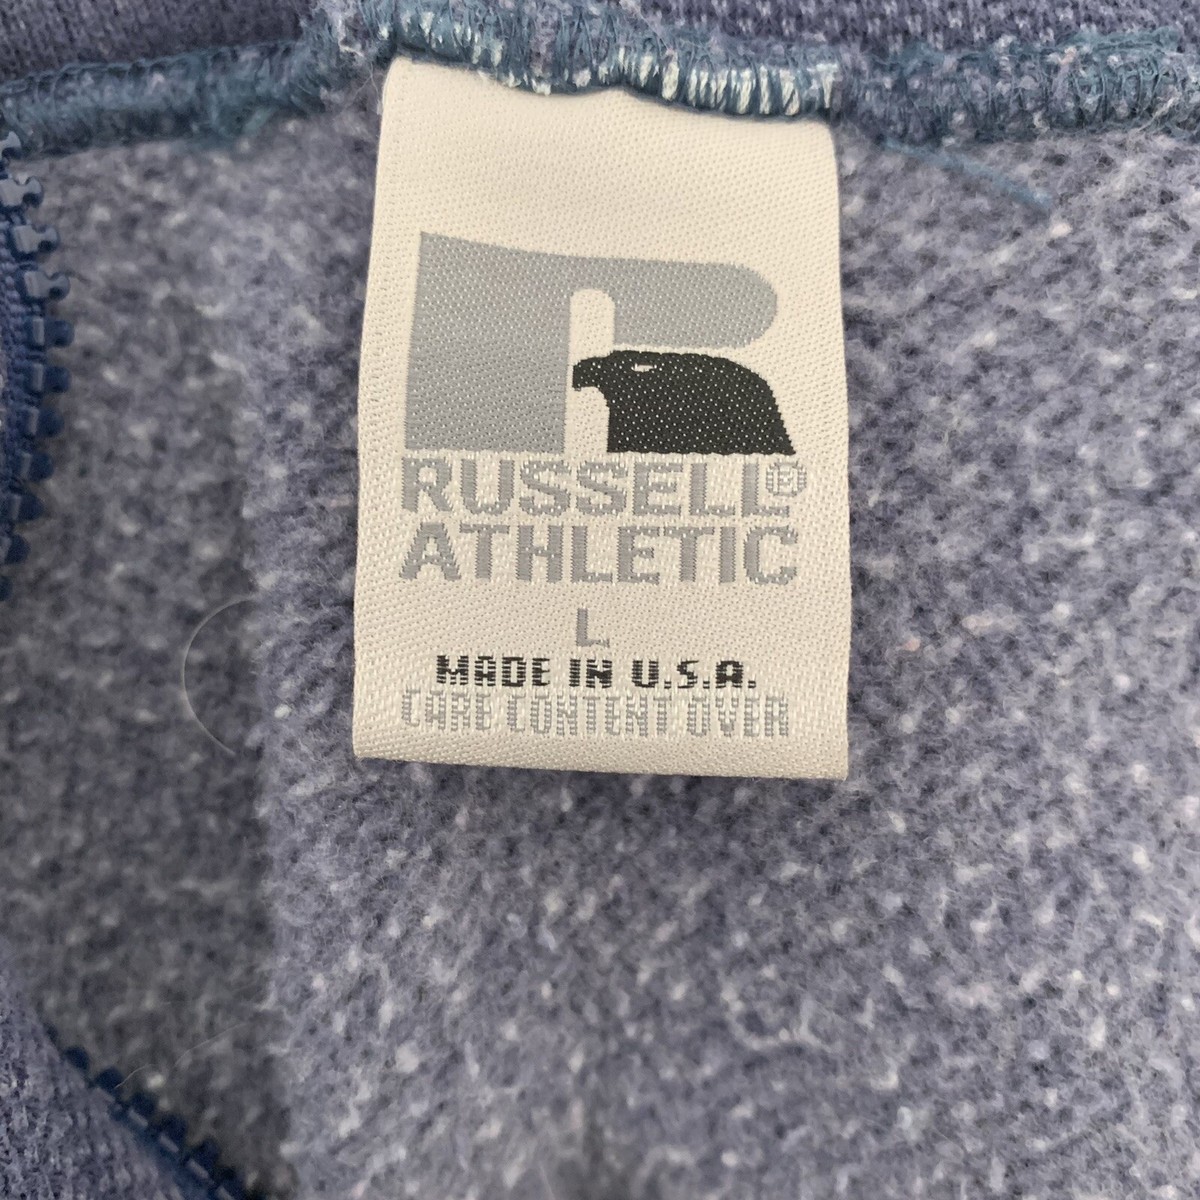 RUSSELL®
ATHLETIC
L
MADE IN U.S.A.
CARE CONTENT OVER